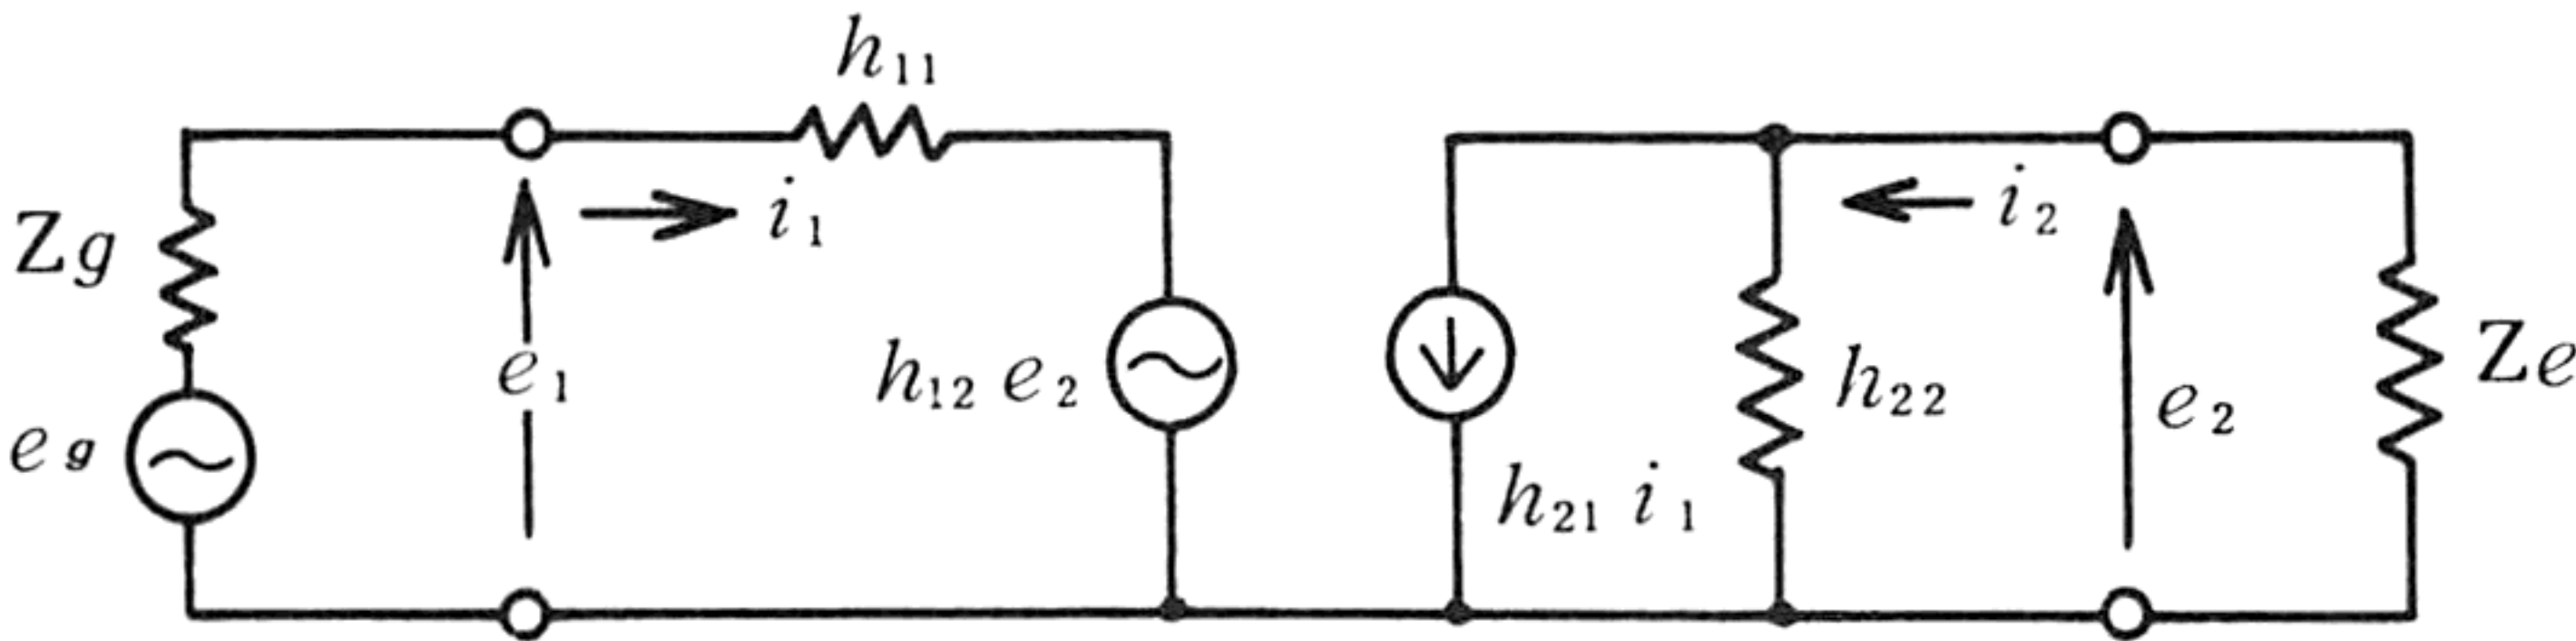 h₁₁
Zg
i₁
i₂
e₁
h₁₂ e₂
h₂₂
e₂
Ze
eg
h₂₁ i₁